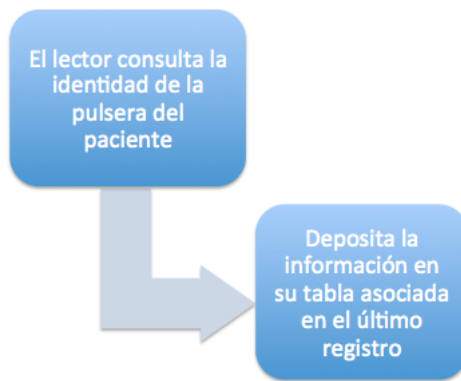 El lector consulta la
identidad de la
pulsera del
paciente
Deposita la
información en
su tabla asociada
en el último
registro